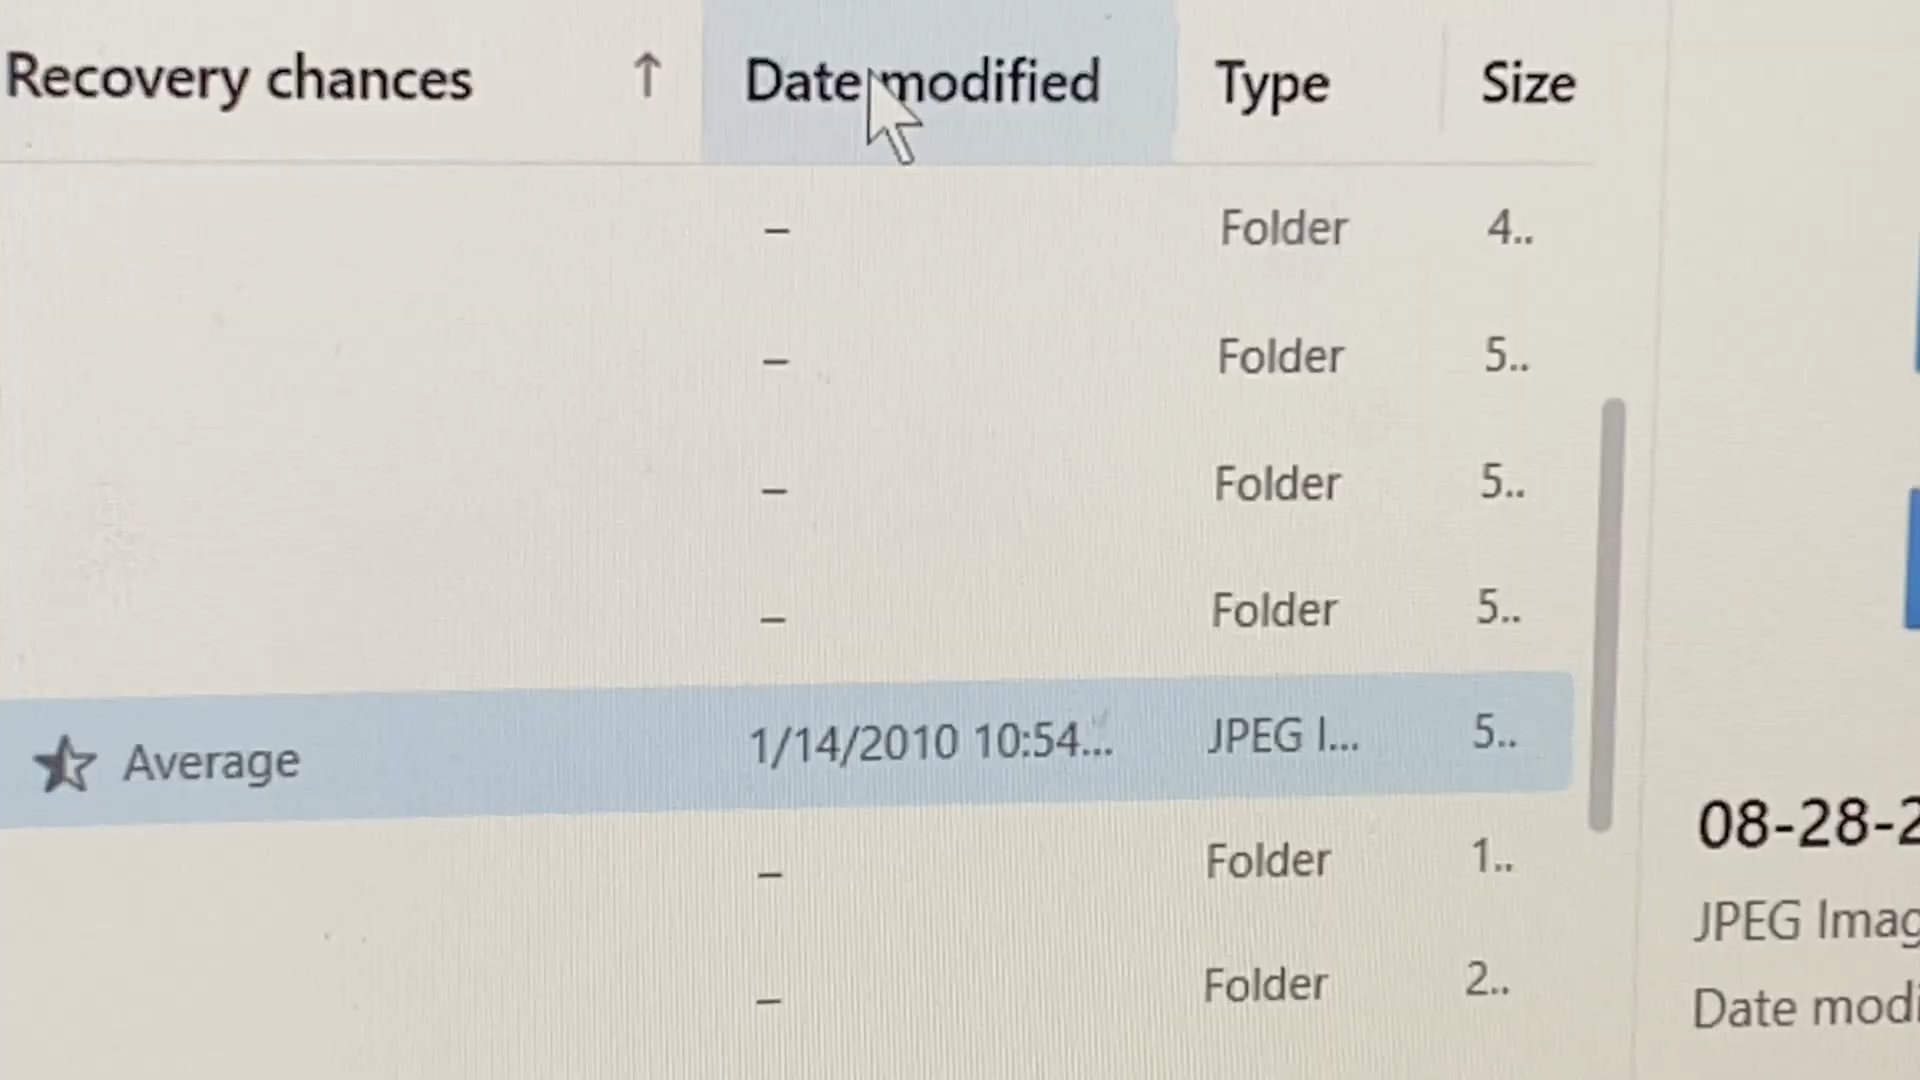 Recovery chances ↑ Date modified Type Size
– Folder 4..
– Folder 5..
– Folder 5..
– Folder 5..
Average 1/14/2010 10:54... JPEG I... 5..
– Folder 1..
– Folder 2..
08-28-2
JPEG Imag
Date modi